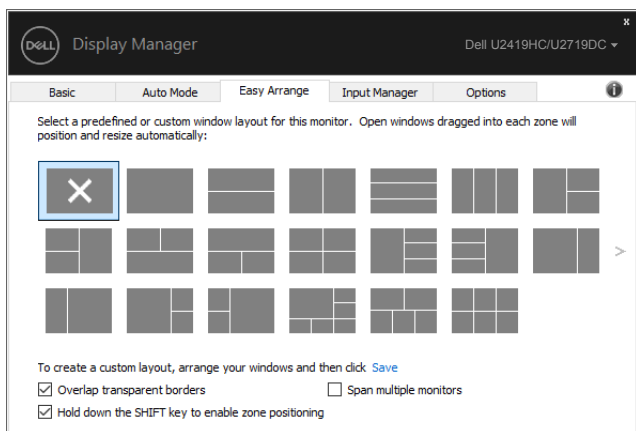 x
DELL Display Manager Dell U2419HC/U2719DC
Basic Auto Mode Easy Arrange Input Manager Options i
Select a predefined or custom window layout for this monitor. Open windows dragged into each zone will
position and resize automatically:
>
To create a custom layout, arrange your windows and then click Save
Overlap transparent borders Span multiple monitors
Hold down the SHIFT key to enable zone positioning